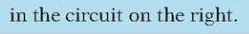 in the circuit on the right.